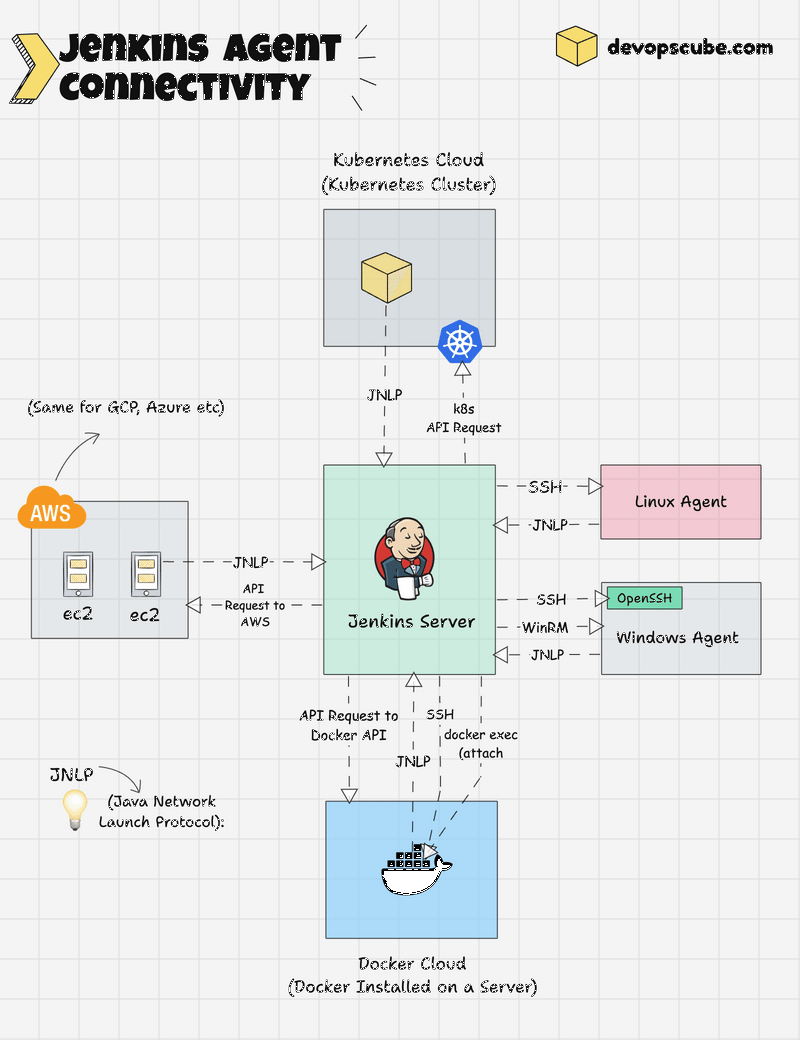 Jenkins Agent
Connectivity
devopscube.com
Kubernetes Cloud
(Kubernetes Cluster)
JNLP
k8s
API Request
(Same for GCP, Azure etc)
AWS
ec2
ec2
JNLP
API
Request to
AWS
Jenkins Server
SSH
JNLP
Linux Agent
SSH
OpenSSH
WinRM
Windows Agent
JNLP
API Request to
Docker API
SSH
docker exec
(attach
JNLP
JNLP
(Java Network
Launch Protocol):
Docker Cloud
(Docker Installed on a Server)